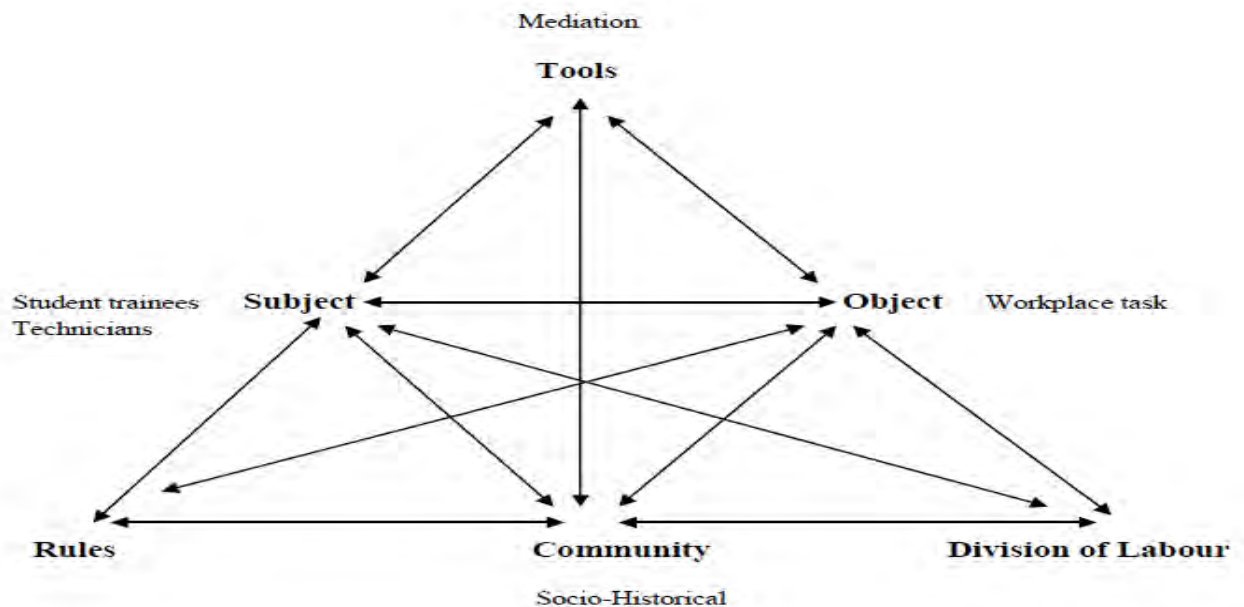 Mediation
Tools
Student trainees
Technicians
Subject
Object
Workplace task
Rules
Community
Division of Labour
Socio-Historical